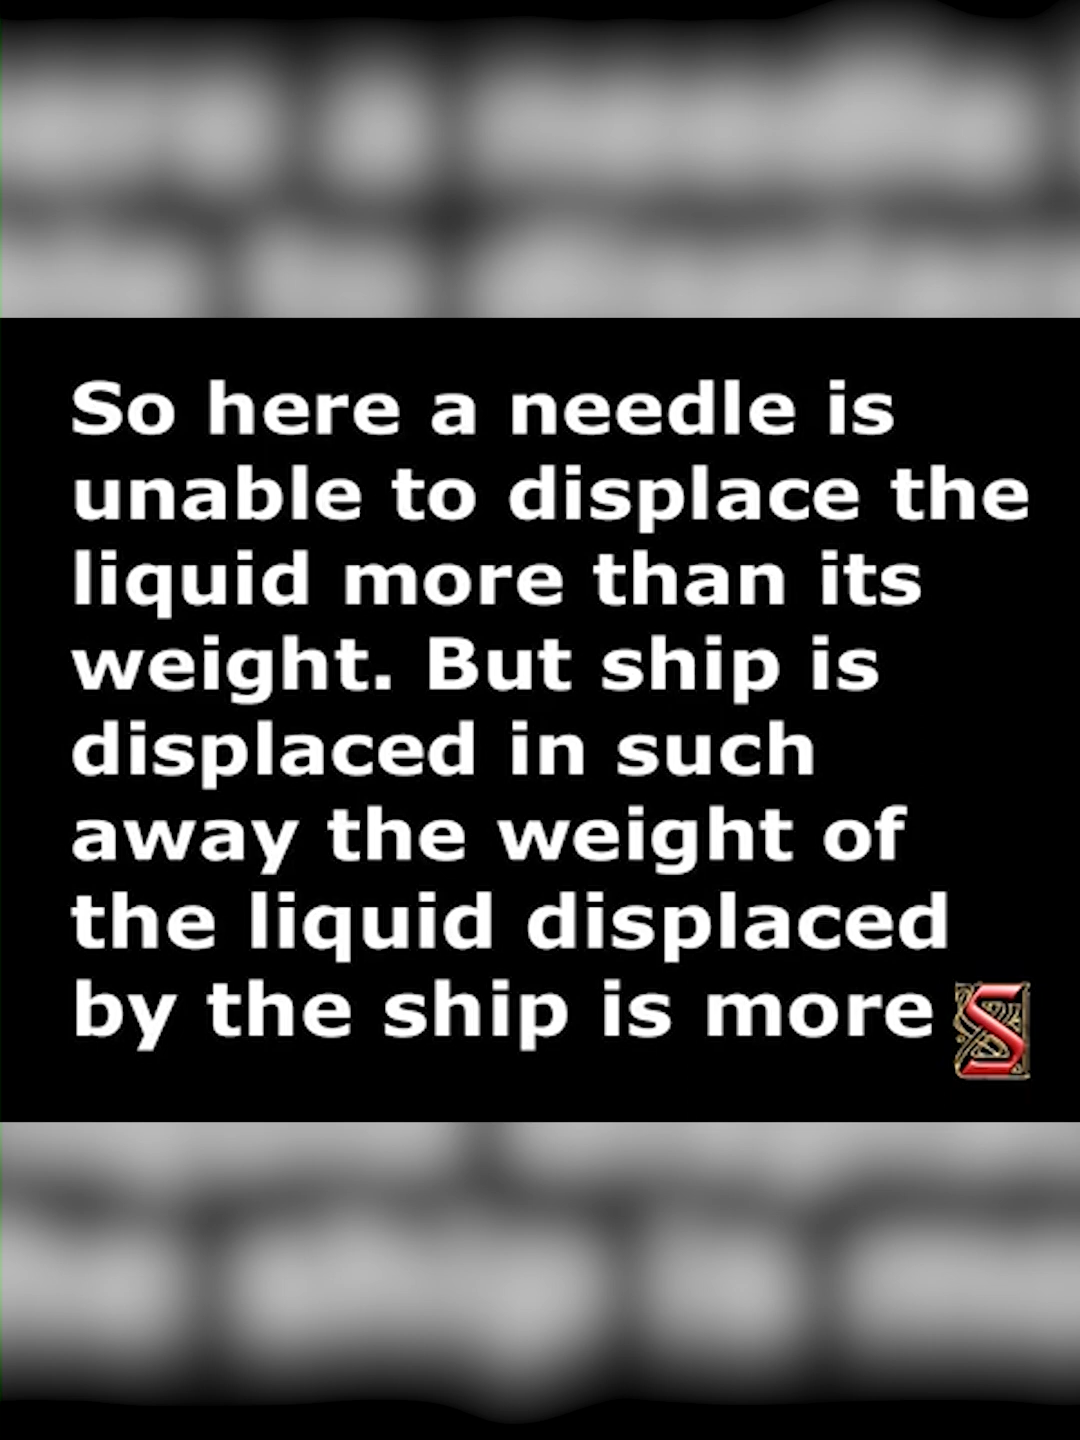 So here a needle is
unable to displace the
liquid more than its
weight. But ship is
displaced in such
away the weight of
the liquid displaced
by the ship is more
S